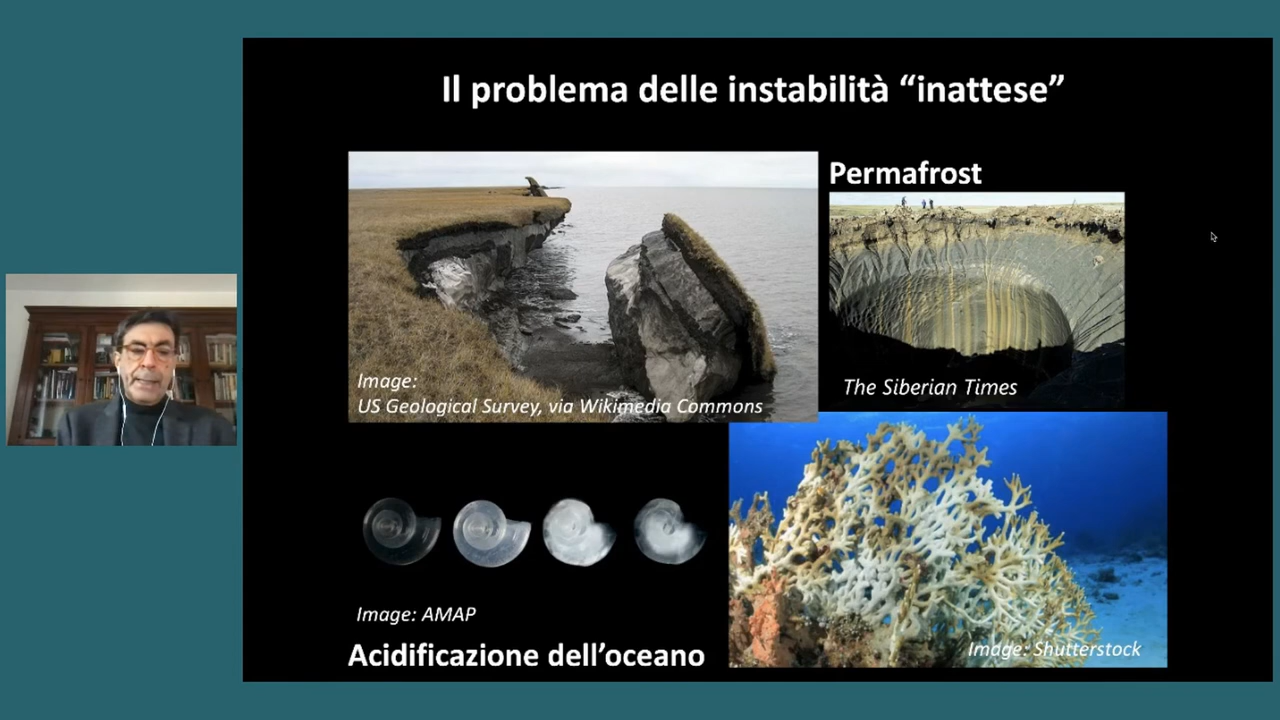 Il problema delle instabilità “inattese”
Permafrost
Image:
US Geological Survey, via Wikimedia Commons
The Siberian Times
Image: AMAP
Acidificazione dell’oceano
Image: Shutterstock